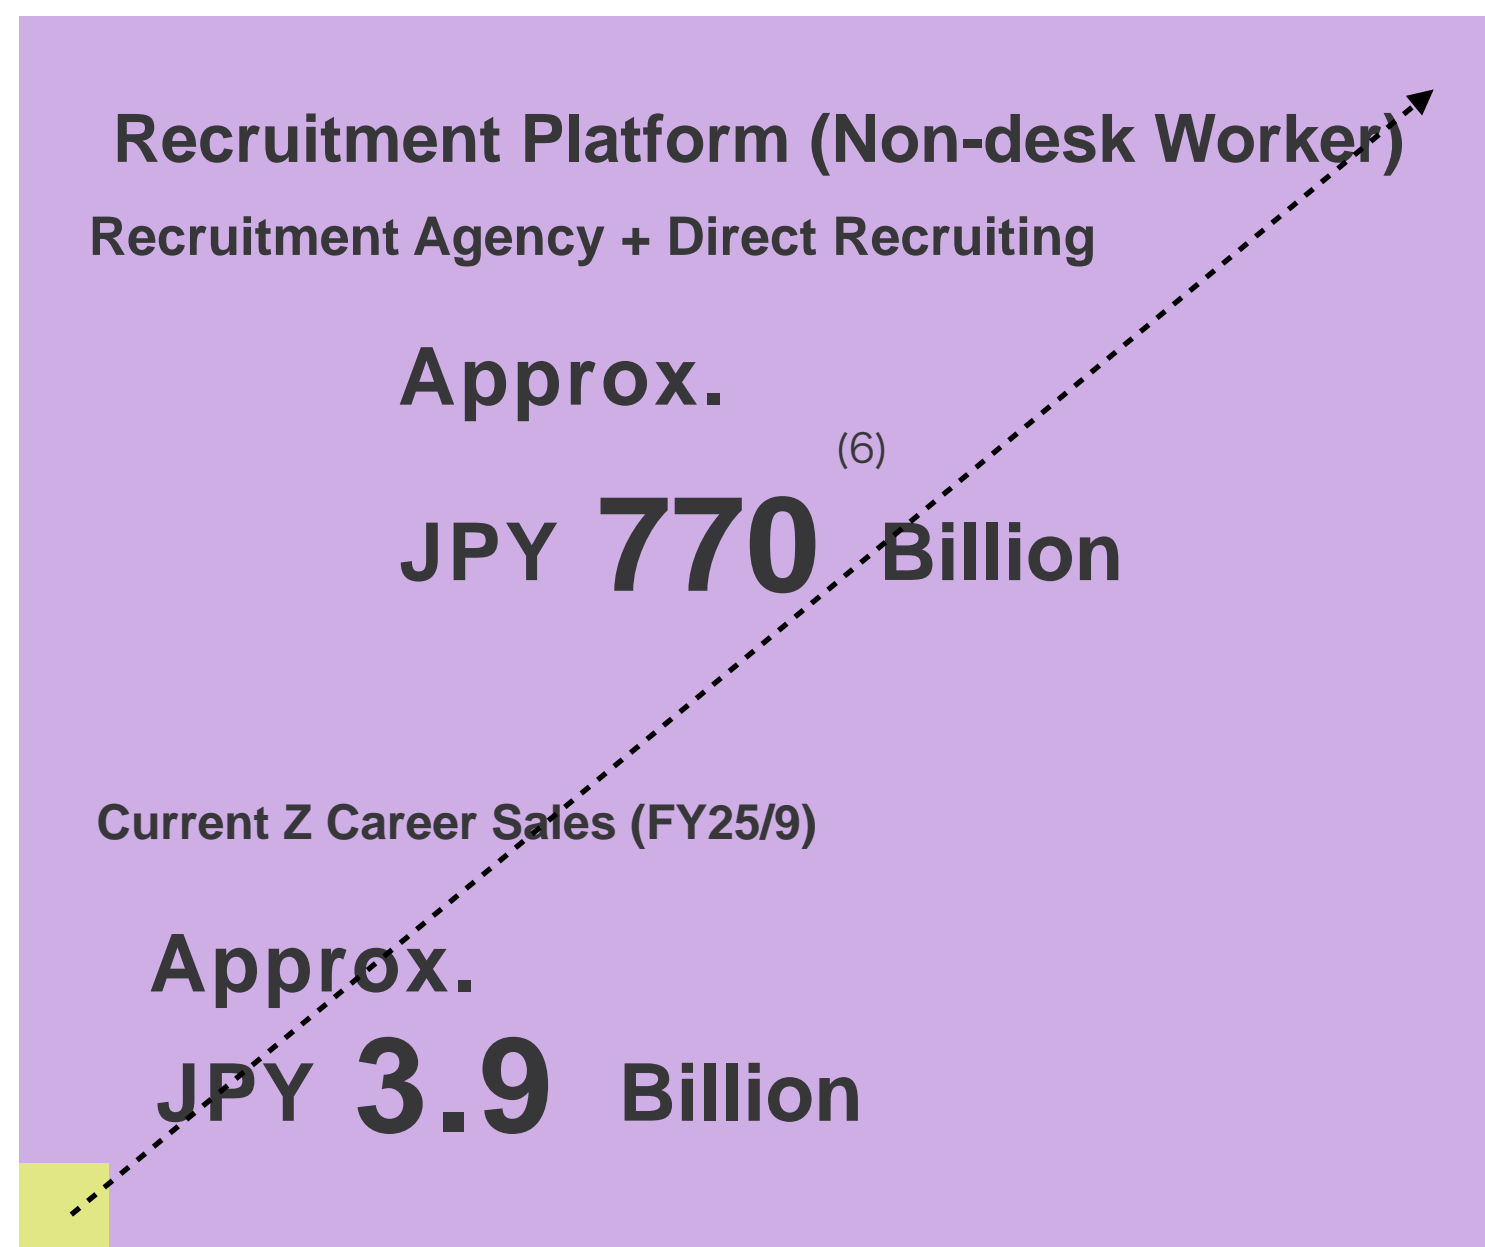 Recruitment Platform (Non-desk Worker)
Recruitment Agency + Direct Recruiting
Approx.
(6)
JPY 770 Billion
Current Z Career Sales (FY25/9)
Approx.
JPY 3.9 Billion